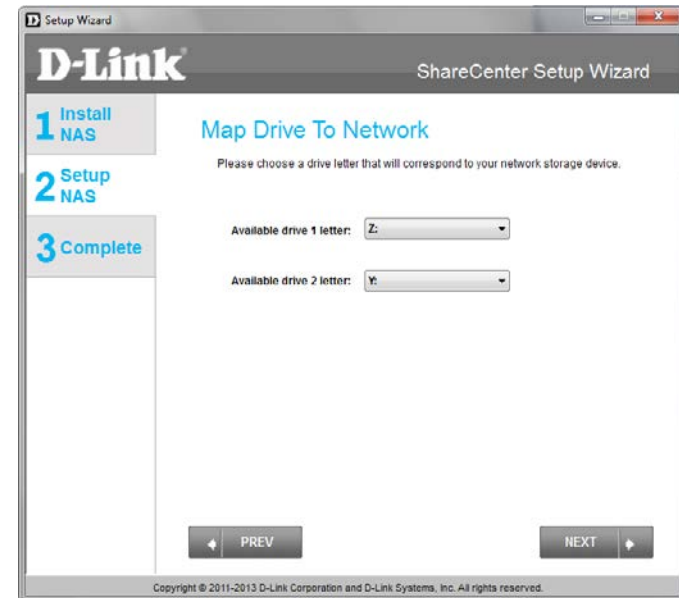 Setup Wizard
D-Link
ShareCenter Setup Wizard
1 Install
NAS
2 Setup
NAS
3 Complete
Map Drive To Network
Please choose a drive letter that will correspond to your network storage device.
Available drive 1 letter: Z:
Available drive 2 letter: Y:
PREV
NEXT
Copyright © 2011-2013 D-Link Corporation and D-Link Systems, Inc. All rights reserved.